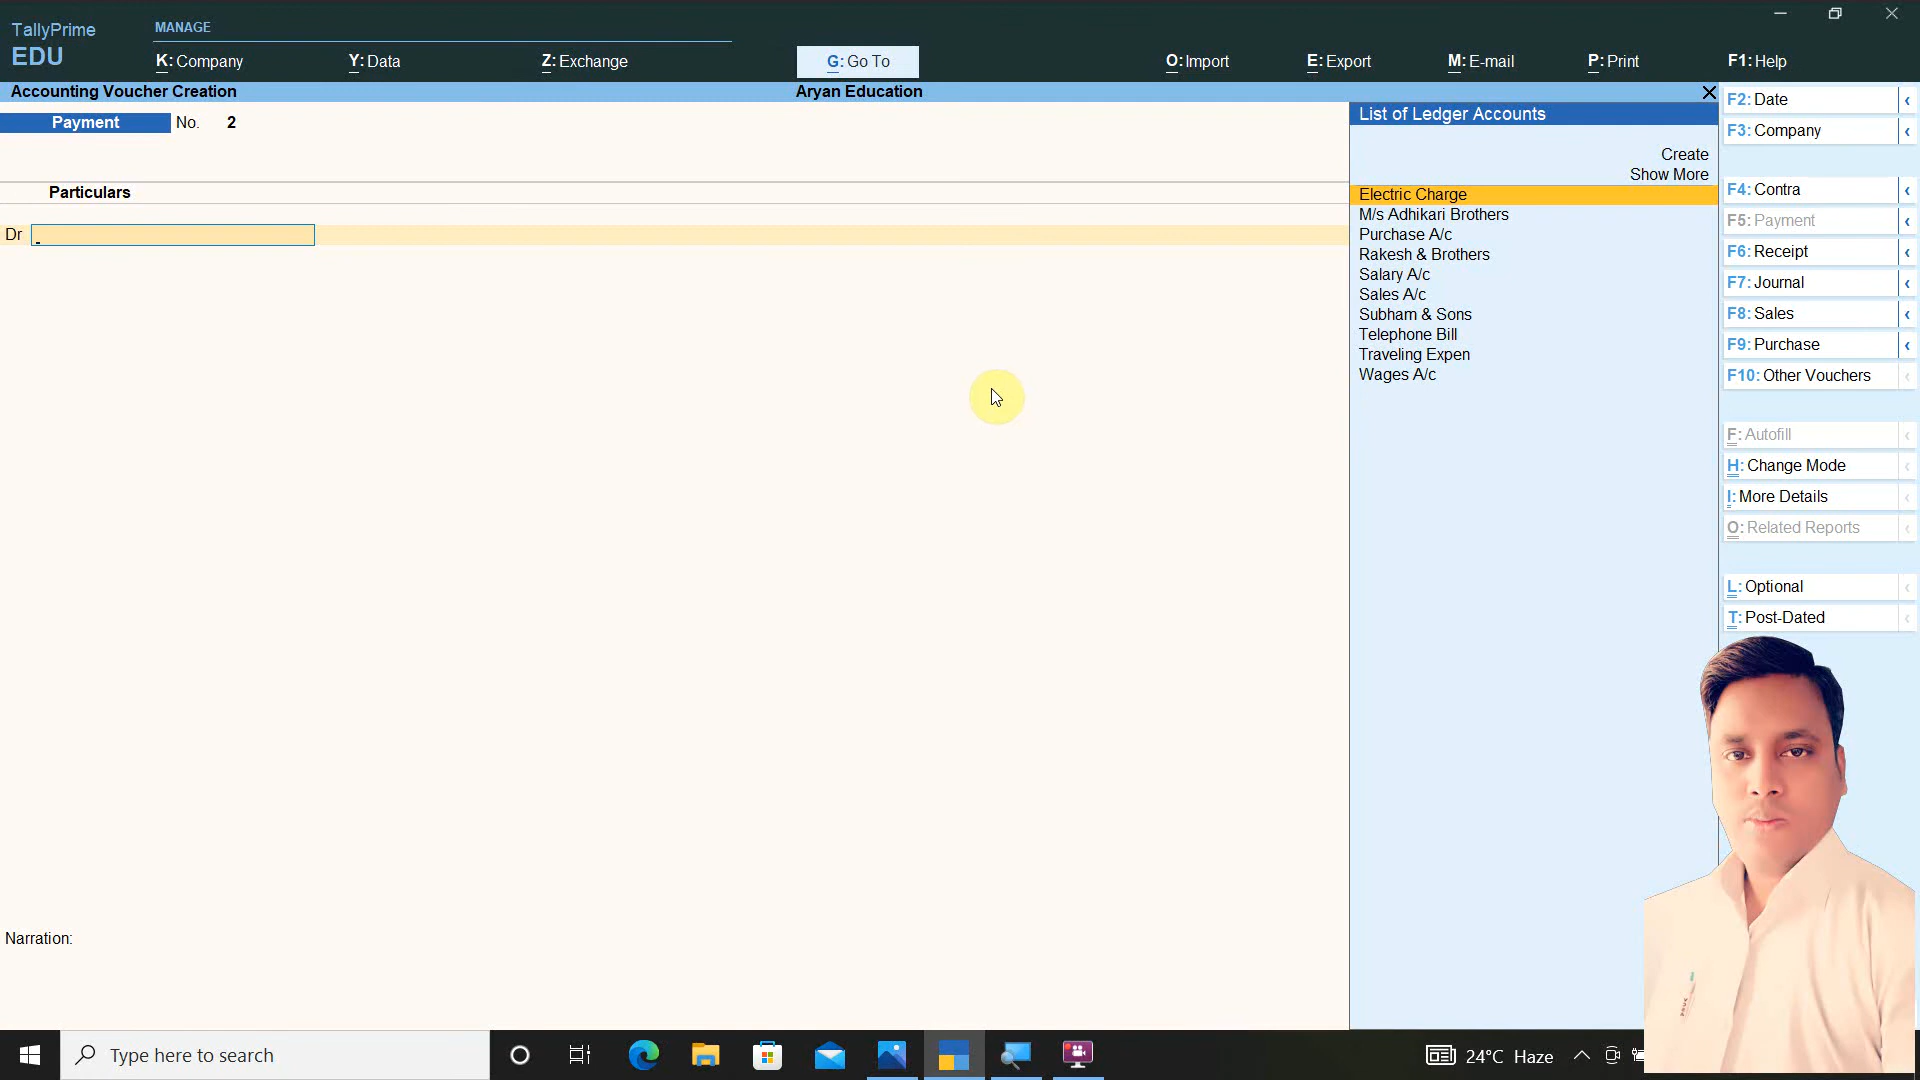 TallyPrime
EDU
MANAGE
K: Company
Y: Data
Z: Exchange
G: Go To
O: Import
E: Export
M: E-mail
P: Print
F1: Help
Accounting Voucher Creation
Aryan Education
Payment No. 2
Particulars
Dr
Narration:
List of Ledger Accounts
Create
Show More
Electric Charge
M/s Adhikari Brothers
Purchase A/c
Rakesh & Brothers
Salary A/c
Sales A/c
Subham & Sons
Telephone Bill
Traveling Expen
Wages A/c
F2: Date
F3: Company
F4: Contra
F5: Payment
F6: Receipt
F7: Journal
F8: Sales
F9: Purchase
F10: Other Vouchers
F: Autofill
H: Change Mode
I: More Details
O: Related Reports
L: Optional
T: Post-Dated
Type here to search
24°C Haze